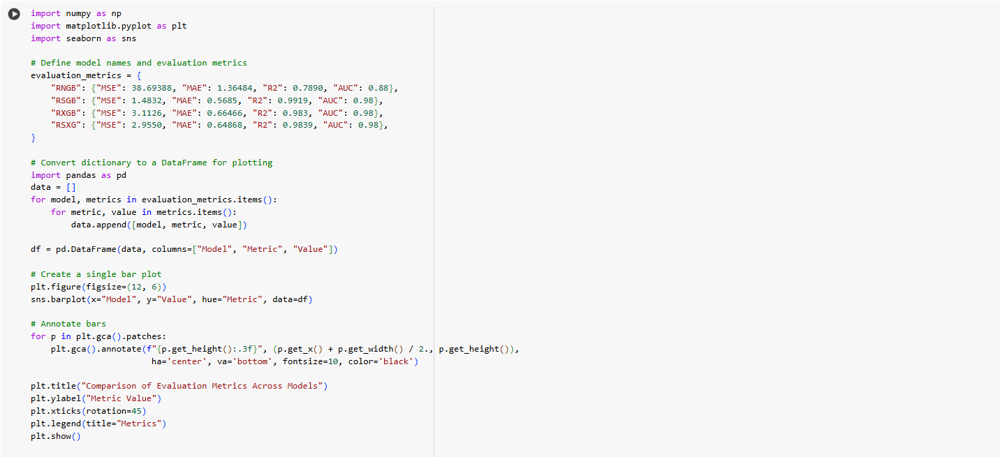 import numpy as np
import matplotlib.pyplot as plt
import seaborn as sns

# Define model names and evaluation metrics
evaluation_metrics = {
    "RNGB": {"MSE": 38.69388, "MAE": 1.36484, "R2": 0.7890, "AUC": 0.88},
    "RSGB": {"MSE": 1.4832, "MAE": 0.5685, "R2": 0.9919, "AUC": 0.98},
    "RXGB": {"MSE": 3.1126, "MAE": 0.66466, "R2": 0.983, "AUC": 0.98},
    "RSXG": {"MSE": 2.9550, "MAE": 0.64868, "R2": 0.9839, "AUC": 0.98},
}

# Convert dictionary to a DataFrame for plotting
import pandas as pd
data = []
for model, metrics in evaluation_metrics.items():
    for metric, value in metrics.items():
        data.append([model, metric, value])

df = pd.DataFrame(data, columns=["Model", "Metric", "Value"])

# Create a single bar plot
plt.figure(figsize=(12, 6))
sns.barplot(x="Model", y="Value", hue="Metric", data=df)

# Annotate bars
for p in plt.gca().patches:
    plt.gca().annotate(f"{p.get_height():.3f}", (p.get_x() + p.get_width() / 2., p.get_height()),
                        ha='center', va='bottom', fontsize=10, color='black')

plt.title("Comparison of Evaluation Metrics Across Models")
plt.ylabel("Metric Value")
plt.xticks(rotation=45)
plt.legend(title="Metrics")
plt.show()